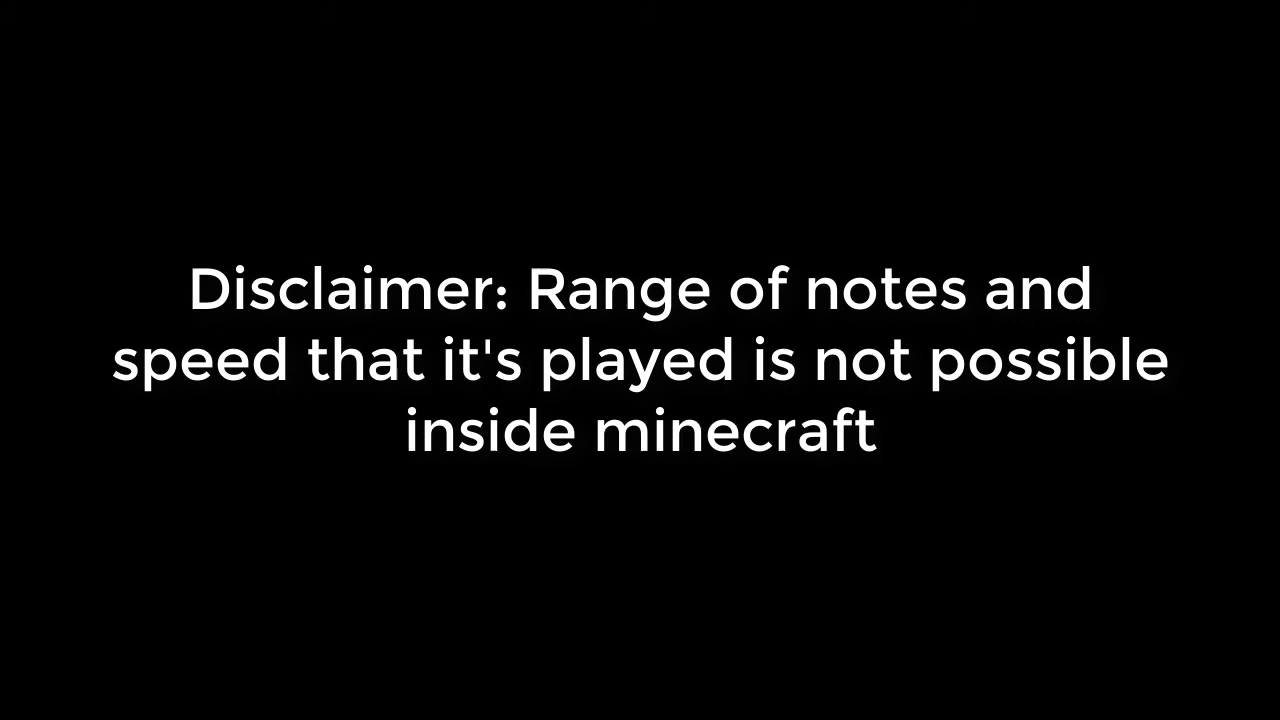 Disclaimer: Range of notes and
speed that it's played is not possible
inside minecraft